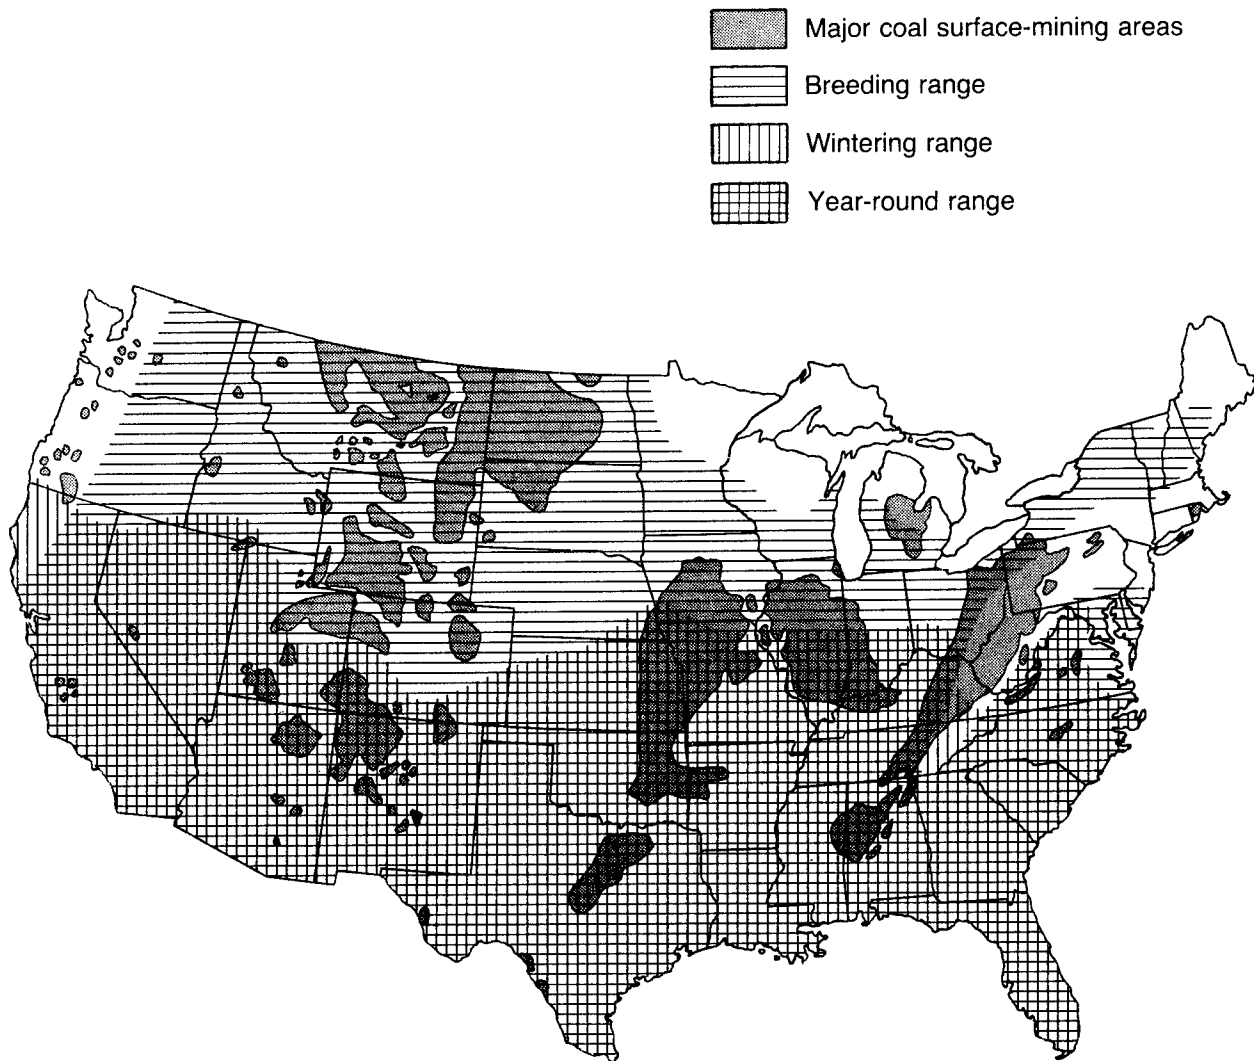 Major coal surface-mining areas
Breeding range
Wintering range
Year-round range